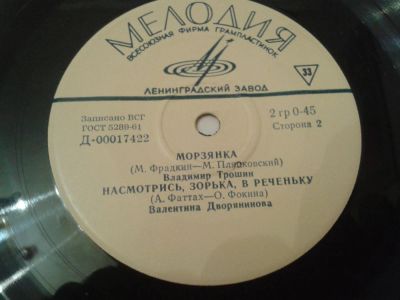 МЕЛОДИЯ
ВСЕСОЮЗНАЯ ФИРМА ГРАМПЛАСТИНОК
33
ЛЕНИНГРАДСКИЙ ЗАВОД
Записано ВСГ
ГОСТ 5289-61
Д-00017422
2 гр 0-45
Сторона 2
МОРЗЯНКА
(М. Фрадкин—М. Пляцковский)
Владимир Трошин
НАСМОТРИСЬ, ЗОРЬКА, В РЕЧЕНЬКУ
(А. Фаттах—О. Фокина)
Валентина Дворянинова